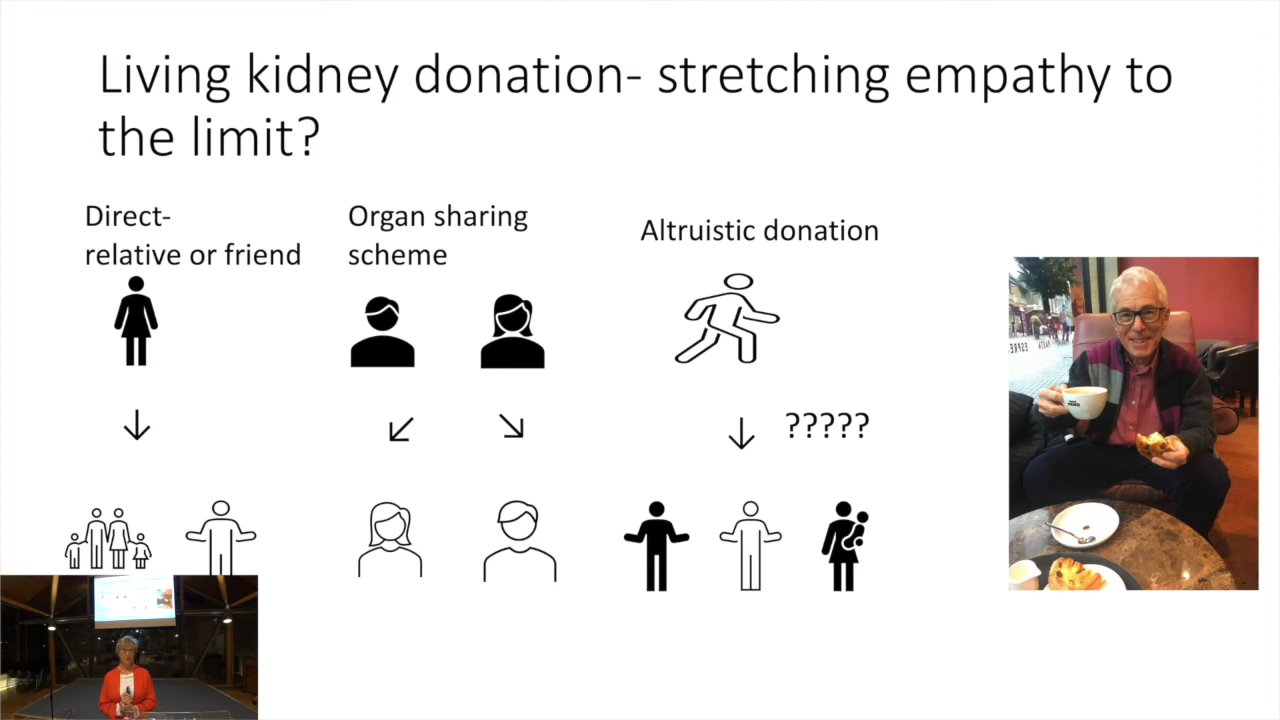 Living kidney donation- stretching empathy to
the limit?
Direct-
relative or friend
Organ sharing
scheme
Altruistic donation
?????